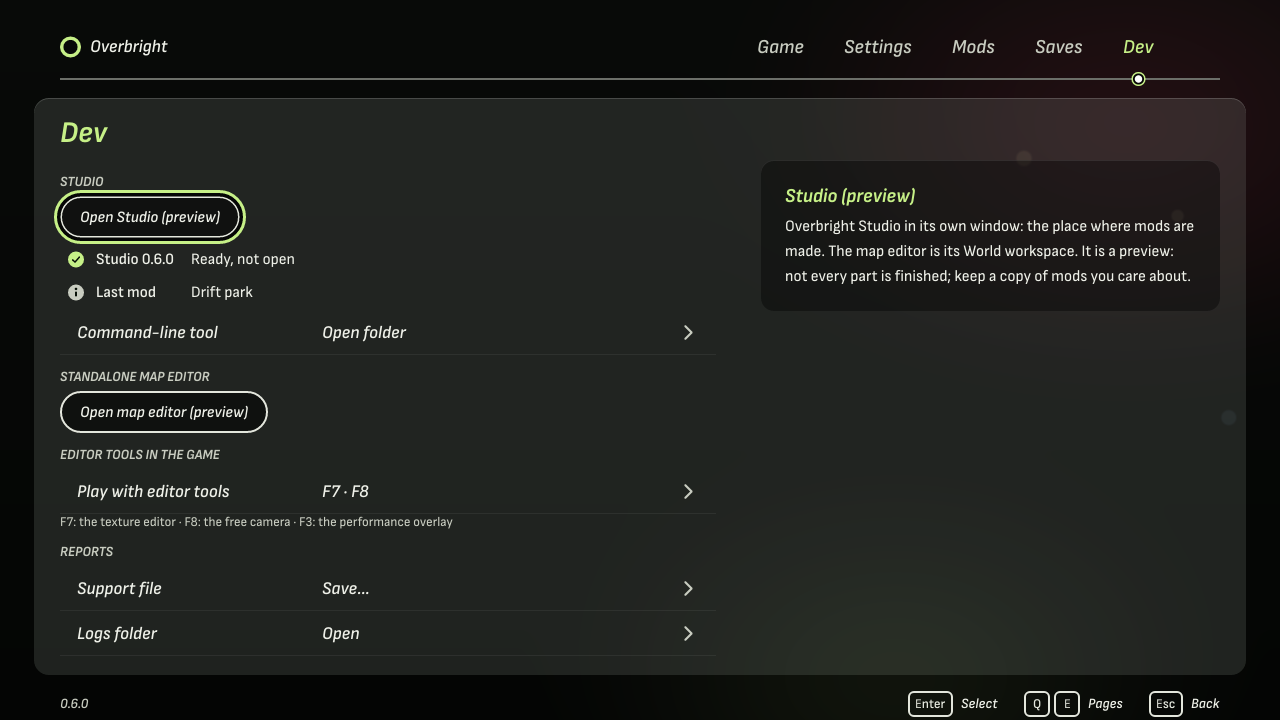 Overbright
Game Settings Mods Saves Dev
Dev
STUDIO
Open Studio (preview)
Studio 0.6.0 Ready, not open
Last mod Drift park
Command-line tool Open folder
STANDALONE MAP EDITOR
Open map editor (preview)
EDITOR TOOLS IN THE GAME
Play with editor tools F7 · F8
F7: the texture editor · F8: the free camera · F3: the performance overlay
REPORTS
Support file Save...
Logs folder Open
Studio (preview)
Overbright Studio in its own window: the place where mods are
made. The map editor is its World workspace. It is a preview:
not every part is finished; keep a copy of mods you care about.
0.6.0
Enter Select Q E Pages Esc Back